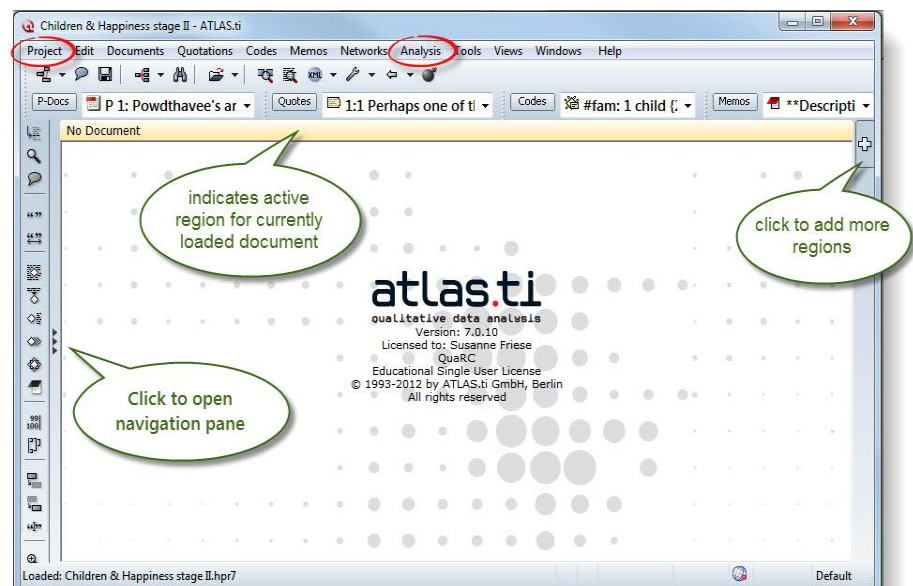 Children & Happiness stage II - ATLAS.ti
Project Edit Documents Quotations Codes Memos Networks Analysis Tools Views Windows Help
P-Docs P 1: Powdthavee's ar Quotes 1:1 Perhaps one of tl Codes #fam: 1 child {2 Memos **Descripti
No Document
indicates active
region for currently
loaded document
click to add more
regions
atlas.ti
qualitative data analysis
Version: 7.0.10
Licensed to: Susanne Friese
QuaRC
Educational Single User License
© 1993-2012 by ATLAS.ti GmbH, Berlin
All rights reserved
Click to open
navigation pane
Loaded: Children & Happiness stage II.hpr7 Default